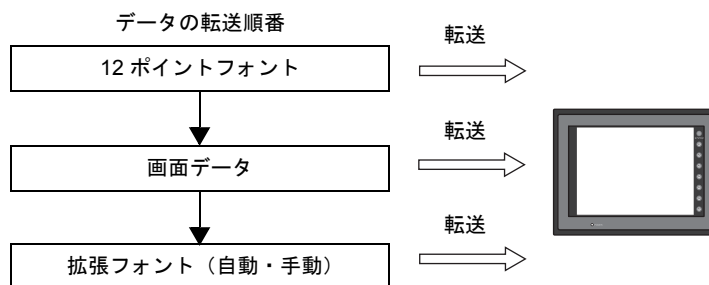 データの転送順番
転送
12 ポイントフォント
転送
画面データ
転送
拡張フォント（自動・手動）